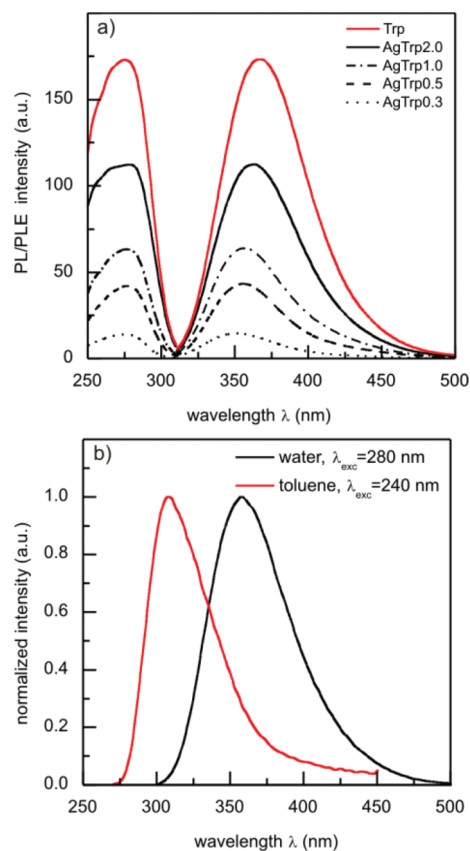 a)
Trp
AgTrp2.0
AgTrp1.0
AgTrp0.5
AgTrp0.3
PL/PLE intensity (a.u.)
175
150
100
50
0
250 300 350 400 450 500
wavelength λ (nm)
b)
water, λexc=280 nm
toluene, λexc=240 nm
normalized intensity (a.u.)
1.0
0.8
0.6
0.4
0.2
0.0
250 300 350 400 450 500
wavelength λ (nm)